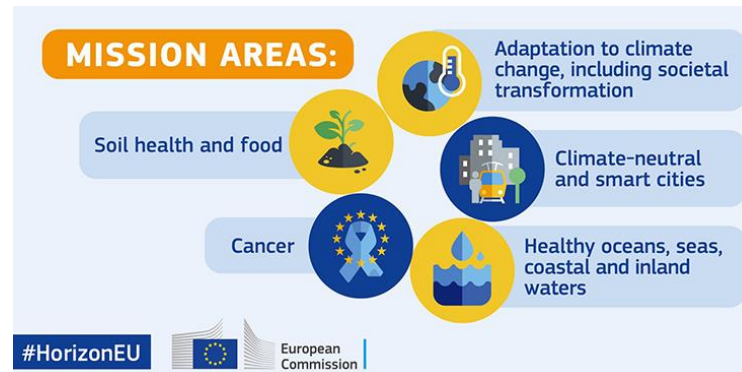 MISSION AREAS:
Adaptation to climate
change, including societal
transformation
Soil health and food
Climate-neutral
and smart cities
Cancer
Healthy oceans, seas,
coastal and inland
waters
#HorizonEU
European
Commission